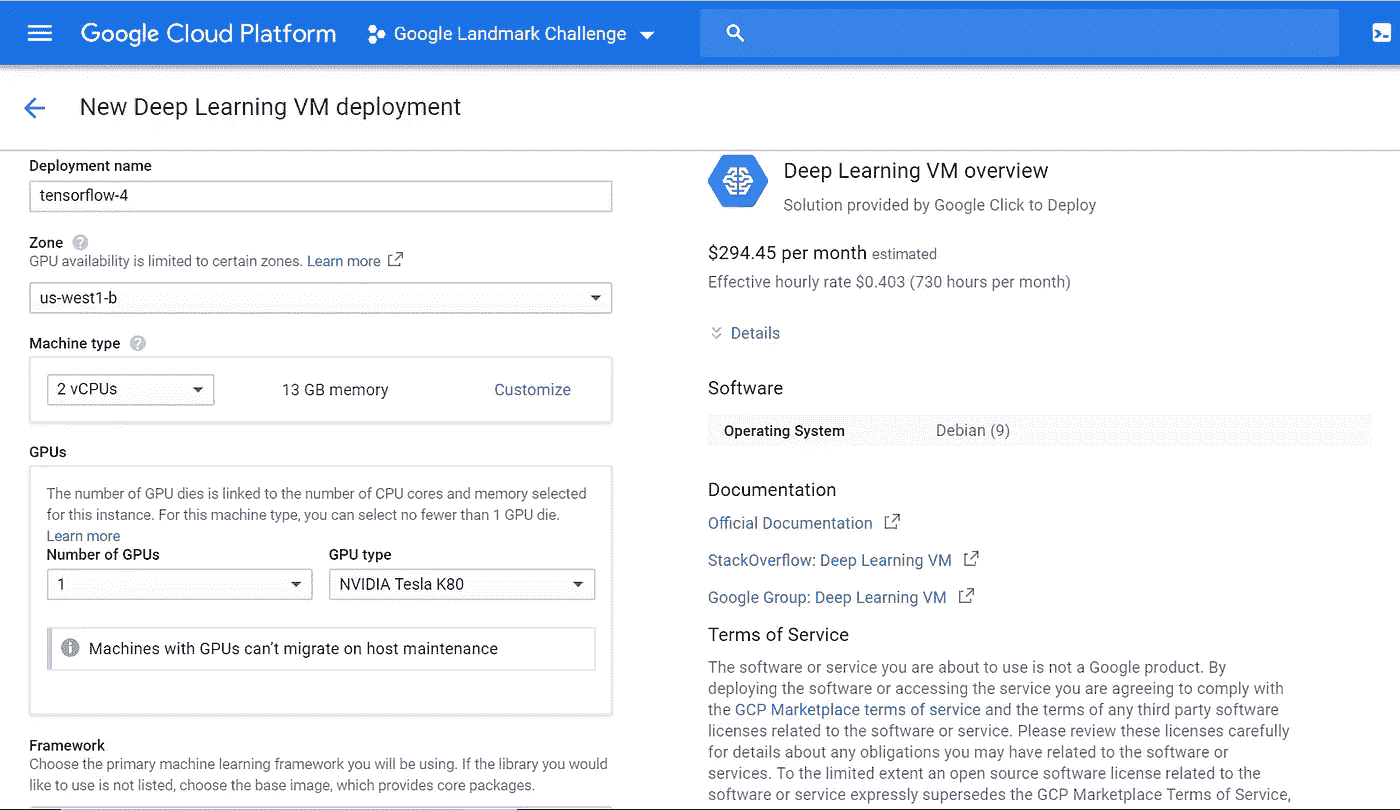 Google Cloud Platform
Google Landmark Challenge
New Deep Learning VM deployment
Deployment name
tensorflow-4
Zone
GPU availability is limited to certain zones. Learn more
us-west1-b
Machine type
2 vCPUs
13 GB memory
Customize
GPUs
The number of GPU dies is linked to the number of CPU cores and memory selected
for this instance. For this machine type, you can select no fewer than 1 GPU die.
Learn more
Number of GPUs
GPU type
1
NVIDIA Tesla K80
Machines with GPUs can't migrate on host maintenance
Framework
Choose the primary machine learning framework you will be using. If the library you would
like to use is not listed, choose the base image, which provides core packages.
Deep Learning VM overview
Solution provided by Google Click to Deploy
$294.45 per month estimated
Effective hourly rate $0.403 (730 hours per month)
Details
Software
Operating System
Debian (9)
Documentation
Official Documentation
StackOverflow: Deep Learning VM
Google Group: Deep Learning VM
Terms of Service
The software or service you are about to use is not a Google product. By
deploying the software or accessing the service you are agreeing to comply with
the GCP Marketplace terms of service and the terms of any third party software
licenses related to the software or service. Please review these licenses carefully
for details about any obligations you may have related to the software or
services. To the limited extent an open source software license related to the
software or service expressly supersedes the GCP Marketplace Terms of Service,